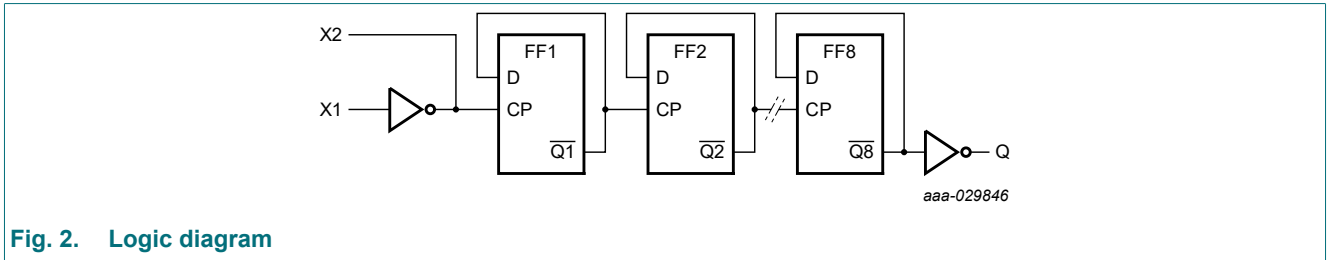 X2
X1
FF1
D
CP
Q1
FF2
D
CP
Q2
FF8
D
CP
Q8
Q
aaa-029846
Fig. 2. Logic diagram